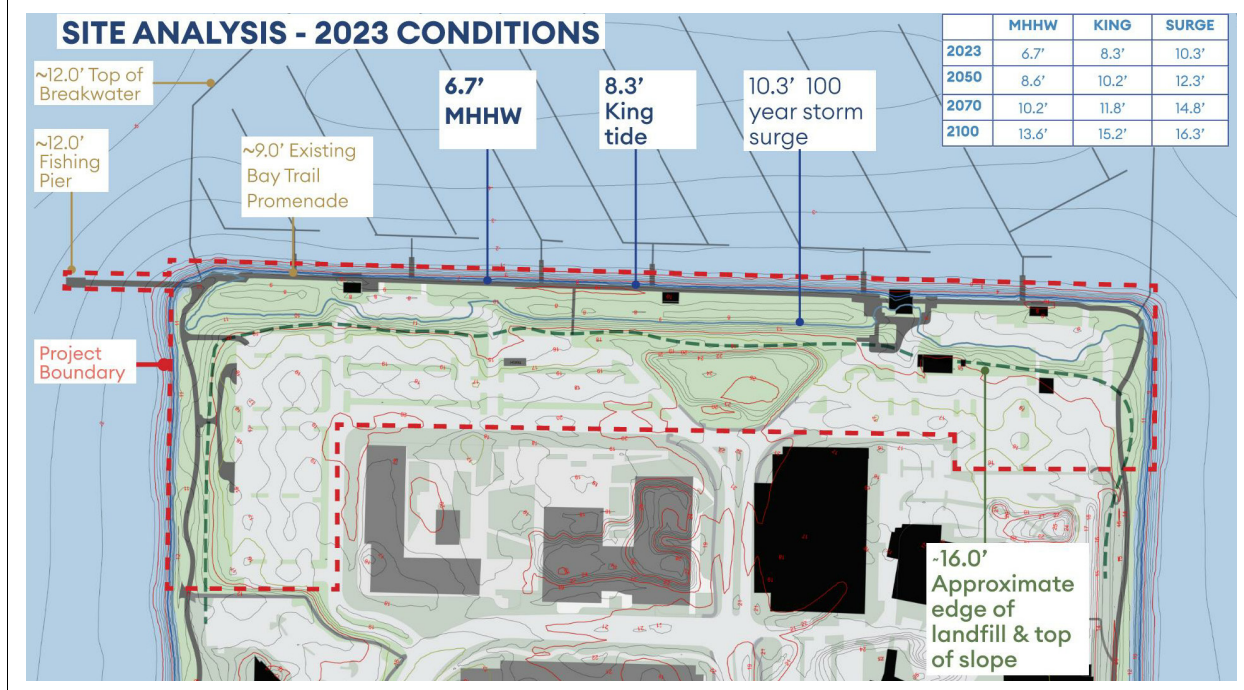 SITE ANALYSIS - 2023 CONDITIONS
MHHW KING SURGE
2023 6.7’ 8.3’ 10.3’
2050 8.6’ 10.2’ 12.3’
2070 10.2’ 11.8’ 14.8’
2100 13.6’ 15.2’ 16.3’
~12.0’ Top of
Breakwater
6.7’
MHHW
8.3’
King
tide
10.3’ 100
year storm
surge
~12.0’
Fishing
Pier
~9.0’ Existing
Bay Trail
Promenade
Project
Boundary
~16.0’
Approximate
edge of
landfill & top
of slope